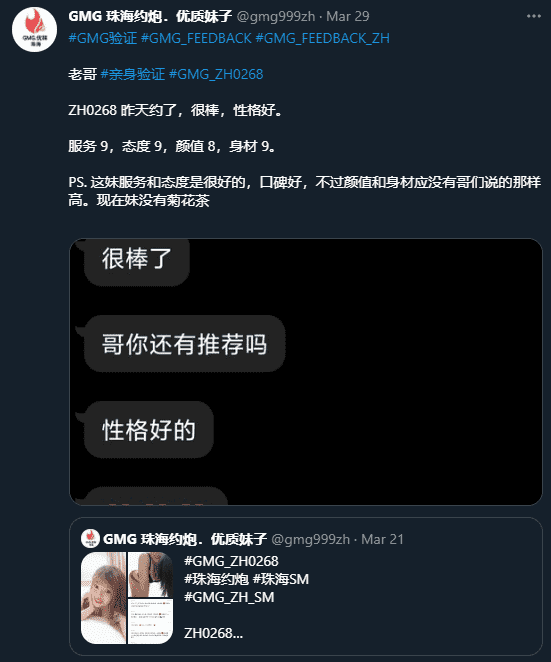 GMG 珠海约炮．优质妹子 @gmg999zh · Mar 29
#GMG验证 #GMG_FEEDBACK #GMG_FEEDBACK_ZH
老哥 #亲身验证 #GMG_ZH0268
ZH0268 昨天约了，很棒，性格好。
服务 9，态度 9，颜值 8，身材 9。
PS. 这妹服务和态度是很好的，口碑好，不过颜值和身材应没有哥们说的那样
高。现在妹没有菊花茶
很棒了
哥你还有推荐吗
性格好的
GMG 珠海约炮．优质妹子 @gmg999zh · Mar 21
#GMG_ZH0268
#珠海约炮 #珠海SM
#GMG_ZH_SM
ZH0268...